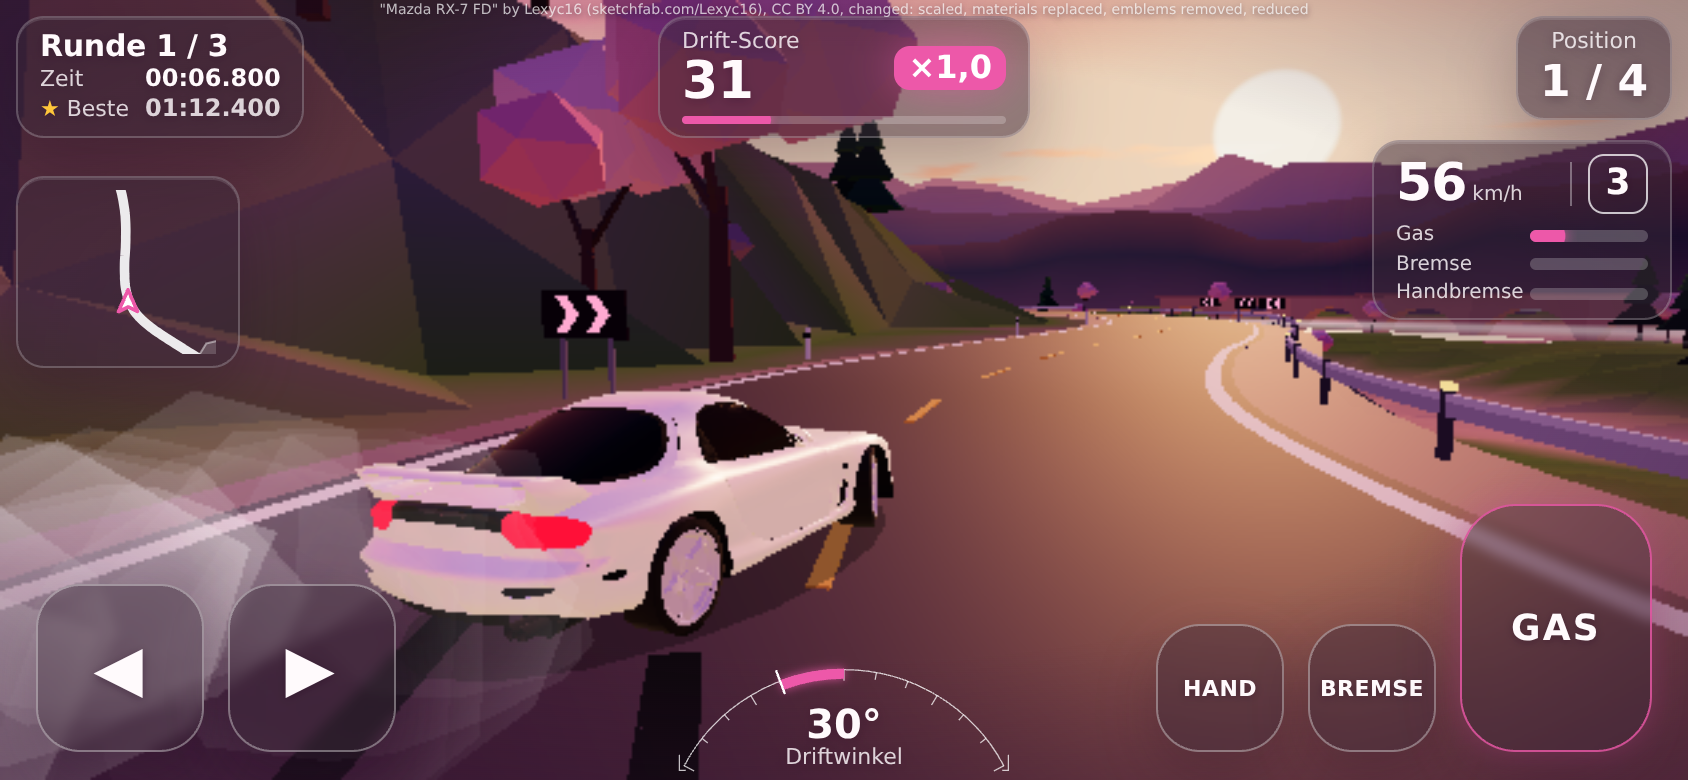 "Mazda RX-7 FD" by Lexyc16 (sketchfab.com/Lexyc16), CC BY 4.0, changed: scaled, materials replaced, emblems removed, reduced
Runde 1 / 3
Zeit 00:06.800
★ Beste 01:12.400
Drift-Score
31 ×1,0
Position
1 / 4
56 km/h 3
Gas
Bremse
Handbremse
30°
Driftwinkel
HAND
BREMSE
GAS